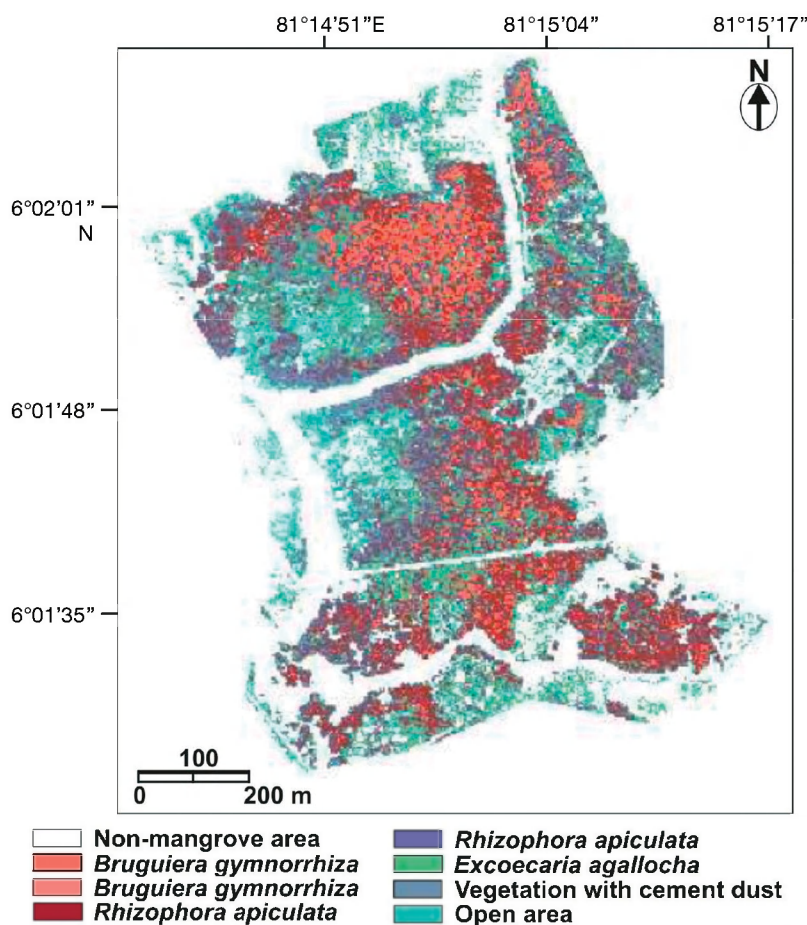 81°14’51”E 81°15’04” 81°15’17”
N
6°02’01”
N
6°01’48”
6°01’35”
100
0 200 m
Non-mangrove area
Bruguiera gymnorrhiza
Bruguiera gymnorrhiza
Rhizophora apiculata
Rhizophora apiculata
Excoecaria agallocha
Vegetation with cement dust
Open area